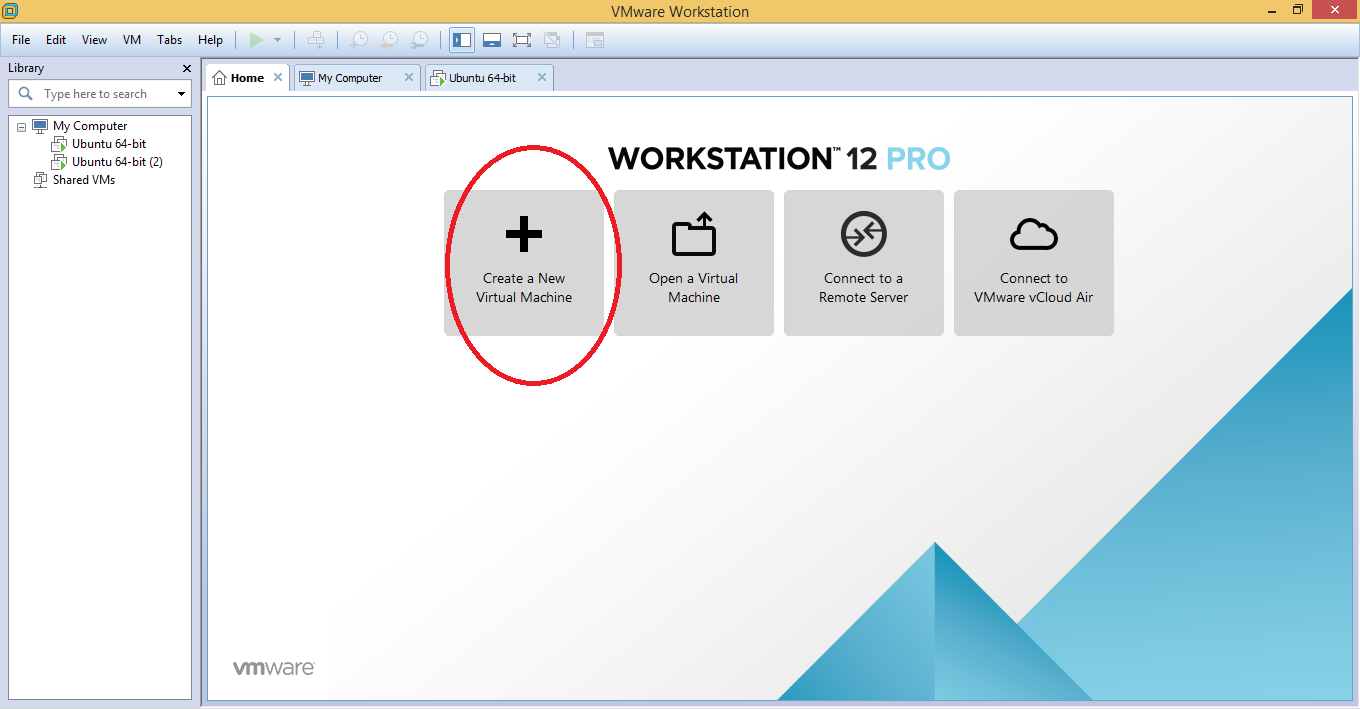 VMware Workstation
File Edit View VM Tabs Help
Library
Type here to search
My Computer
Ubuntu 64-bit
Ubuntu 64-bit (2)
Shared VMs
Home
My Computer
Ubuntu 64-bit
WORKSTATION™ 12 PRO
Create a New
Virtual Machine
Open a Virtual
Machine
Connect to a
Remote Server
Connect to
VMware vCloud Air
vmware